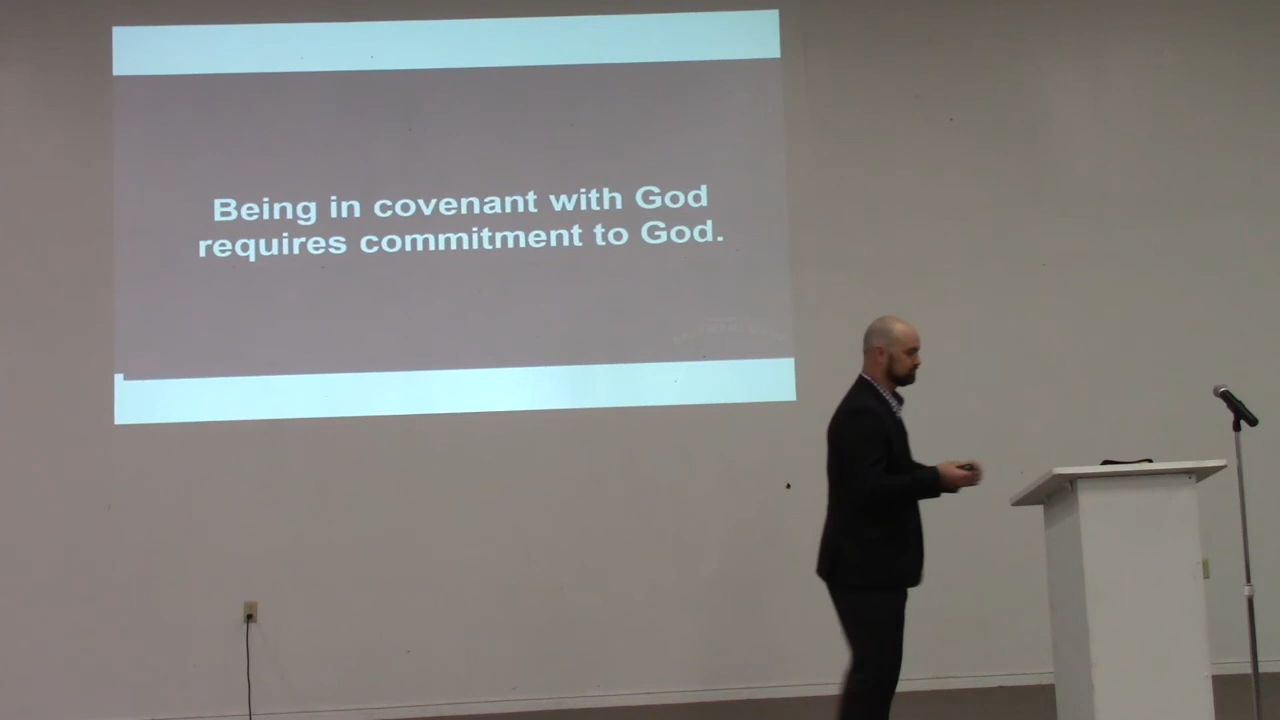 Being in covenant with God
requires commitment to God.